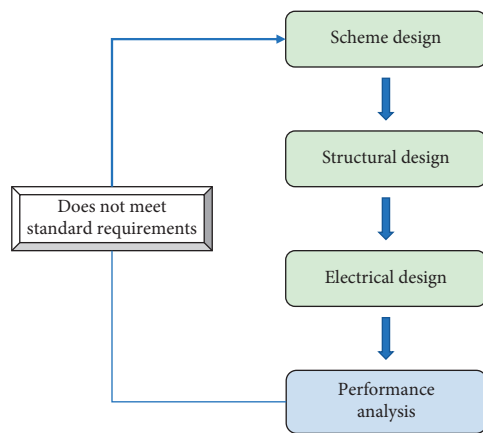 Scheme design
Structural design
Does not meet
standard requirements
Electrical design
Performance
analysis